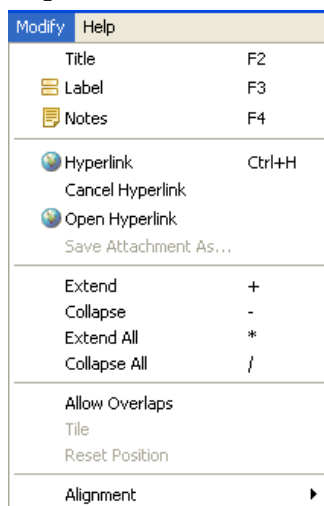 Modify Help
Title F2
Label F3
Notes F4
Hyperlink Ctrl+H
Cancel Hyperlink
Open Hyperlink
Save Attachment As...
Extend +
Collapse -
Extend All *
Collapse All /
Allow Overlaps
Tile
Reset Position
Alignment